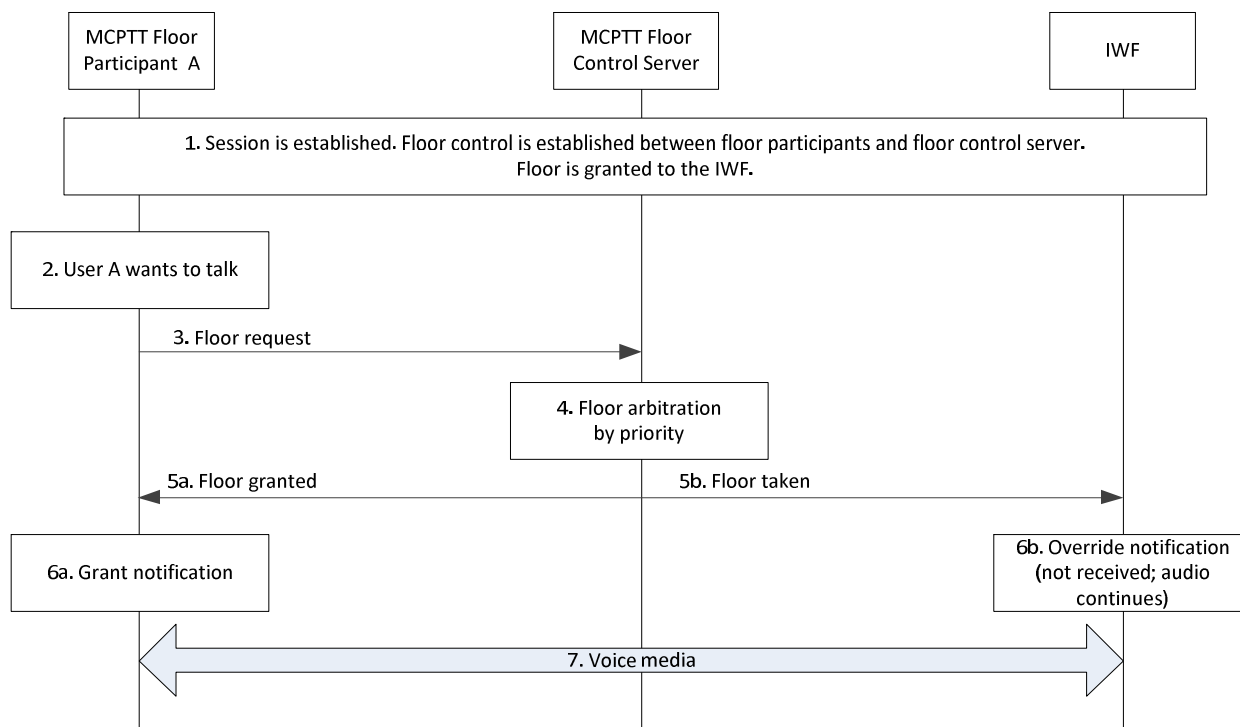 MCPTT Floor
Participant A
MCPTT Floor
Control Server
IWF
1. Session is established. Floor control is established between floor participants and floor control server.
Floor is granted to the IWF.
2. User A wants to talk
3. Floor request
4. Floor arbitration
by priority
5a. Floor granted
5b. Floor taken
6a. Grant notification
6b. Override notification
(not received; audio
continues)
7. Voice media